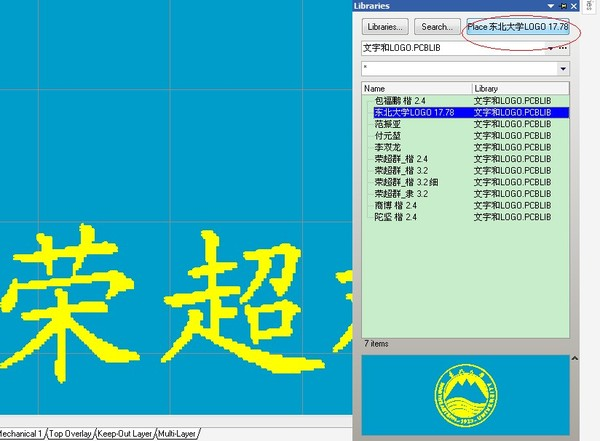 Libraries
Libraries...
Search...
Place 东北大学LOGO 17.78
文字和LOGO.PCBLIB
*
Name Library
包福鹏 楷 2.4 文字和LOGO.PCBLIB
东北大学LOGO 17.78 文字和LOGO.PCBLIB
范振亚 文字和LOGO.PCBLIB
付元堃 文字和LOGO.PCBLIB
李双龙 文字和LOGO.PCBLIB
荣超群_楷 2.4 文字和LOGO.PCBLIB
荣超群_楷 3.2 文字和LOGO.PCBLIB
荣超群_楷 3.2 细 文字和LOGO.PCBLIB
荣超群_隶 3.2 文字和LOGO.PCBLIB
商博 楷 2.4 文字和LOGO.PCBLIB
陀坚 楷 2.4 文字和LOGO.PCBLIB
7 items
荣超
1923
Mechanical 1 Top Overlay Keep-Out Layer Multi-Layer